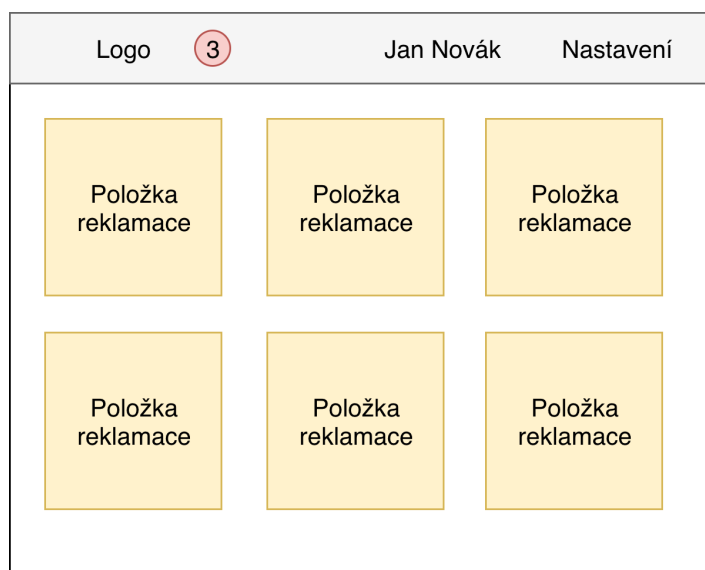 Logo
3
Jan Novák
Nastavení
Položka
reklamace
Položka
reklamace
Položka
reklamace
Položka
reklamace
Položka
reklamace
Položka
reklamace